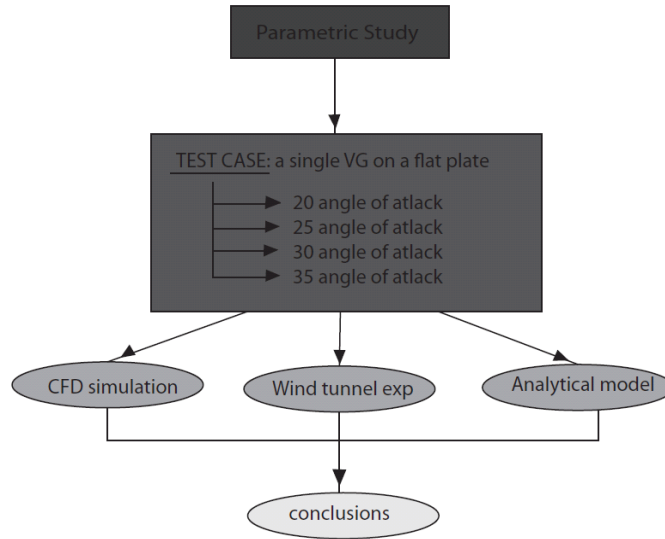 Parametric Study
TEST CASE: a single VG on a flat plate
20 angle of atlack
25 angle of atlack
30 angle of atlack
35 angle of atlack
CFD simulation
Wind tunnel exp
Analytical model
conclusions